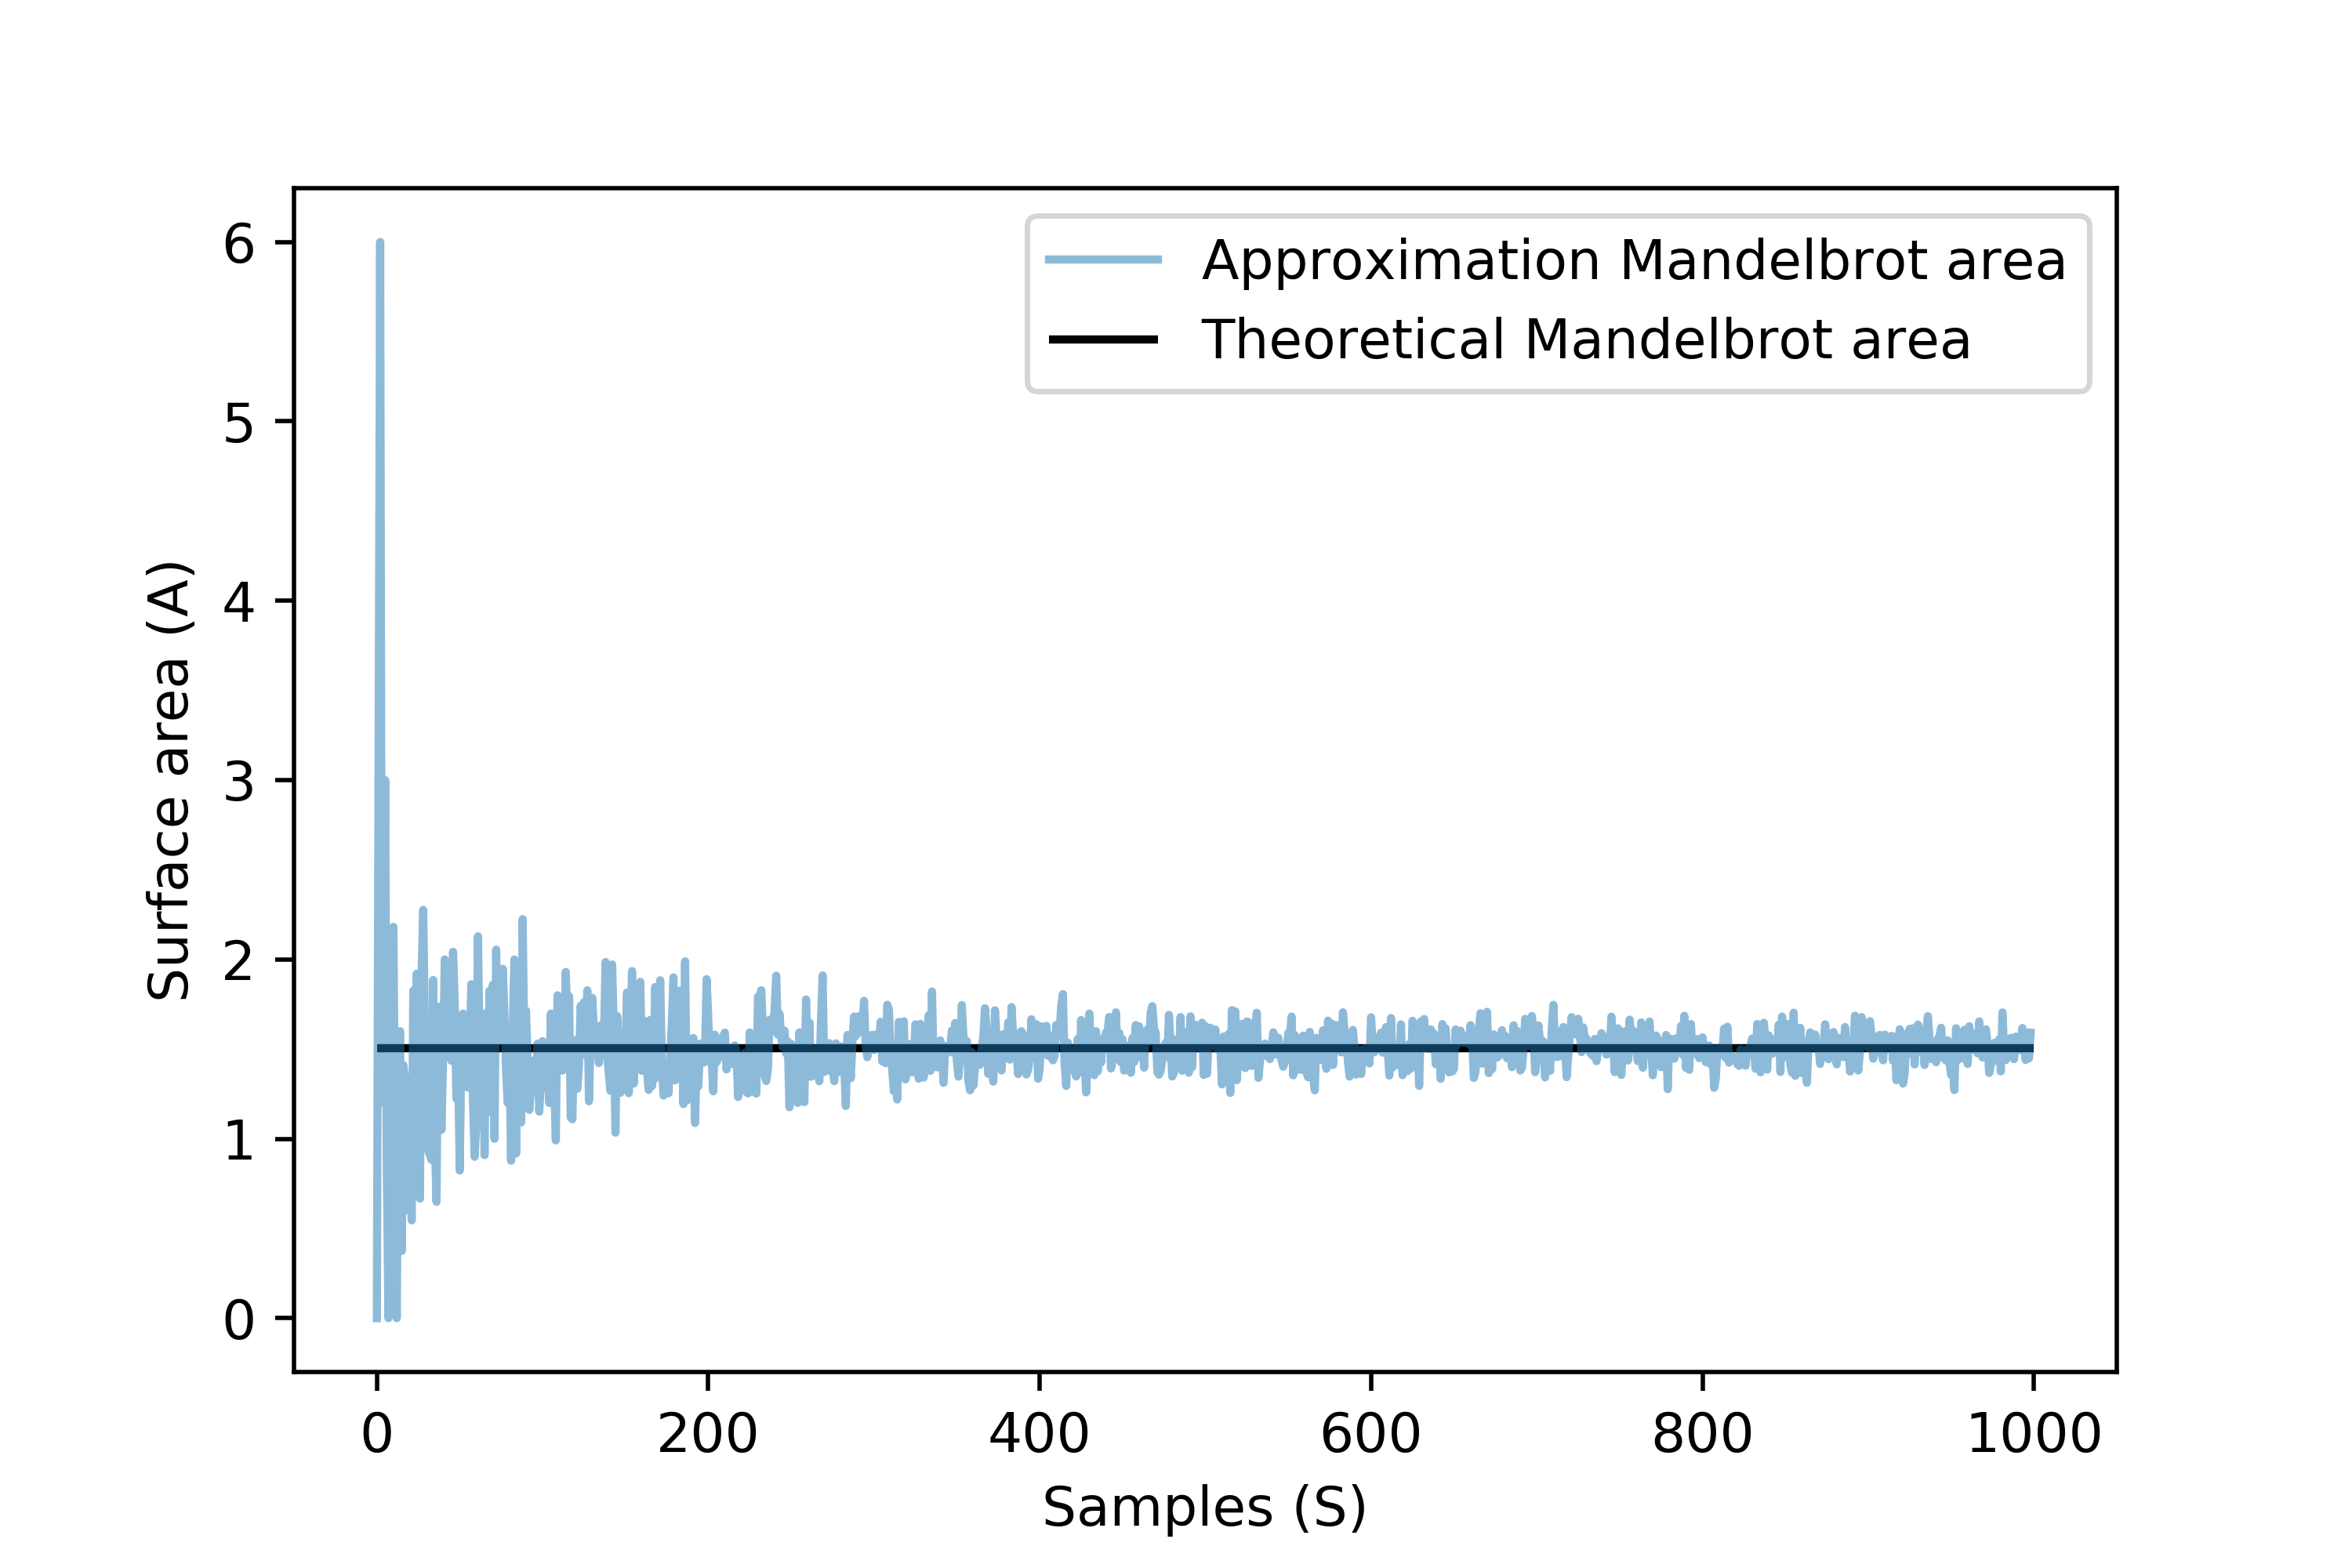 Approximation Mandelbrot area
Theoretical Mandelbrot area
6
5
4
3
2
1
0
Surface area (A)
0 200 400 600 800 1000
Samples (S)